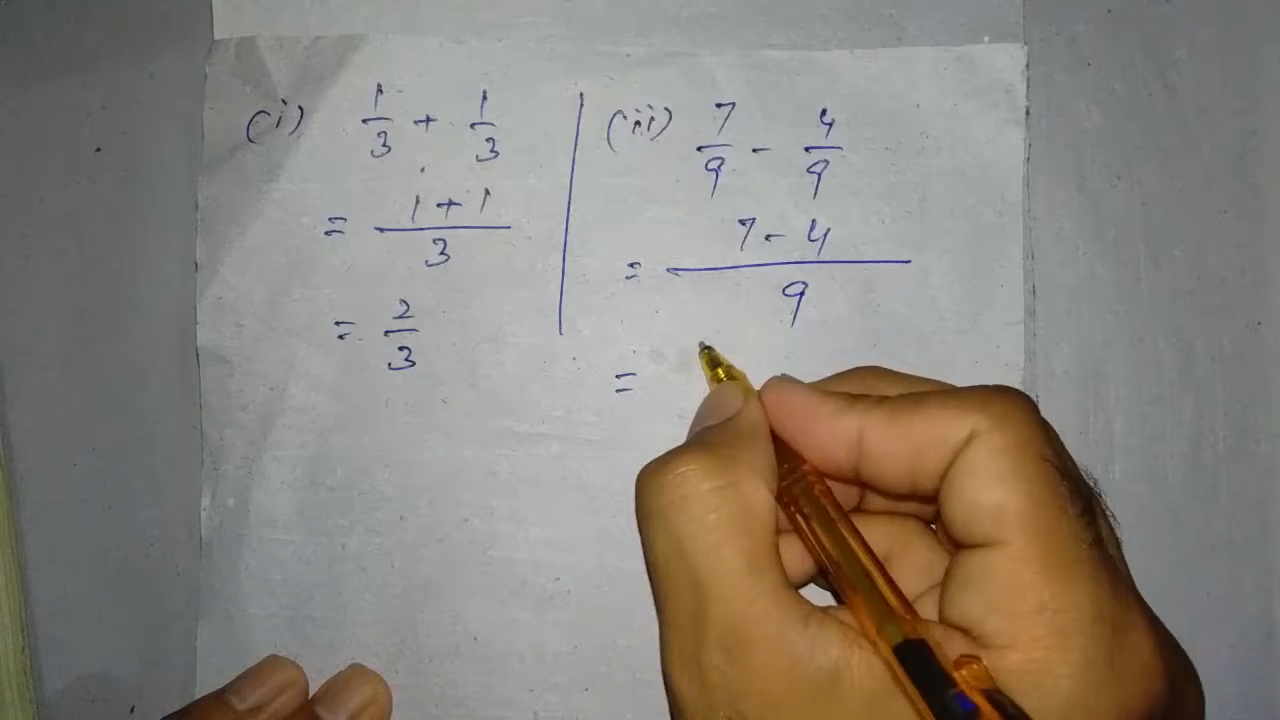 (i) 1/3 + 1/3
= 1+1/3
= 2/3
(ii) 7/9 - 4/9
= 7-4/9
=